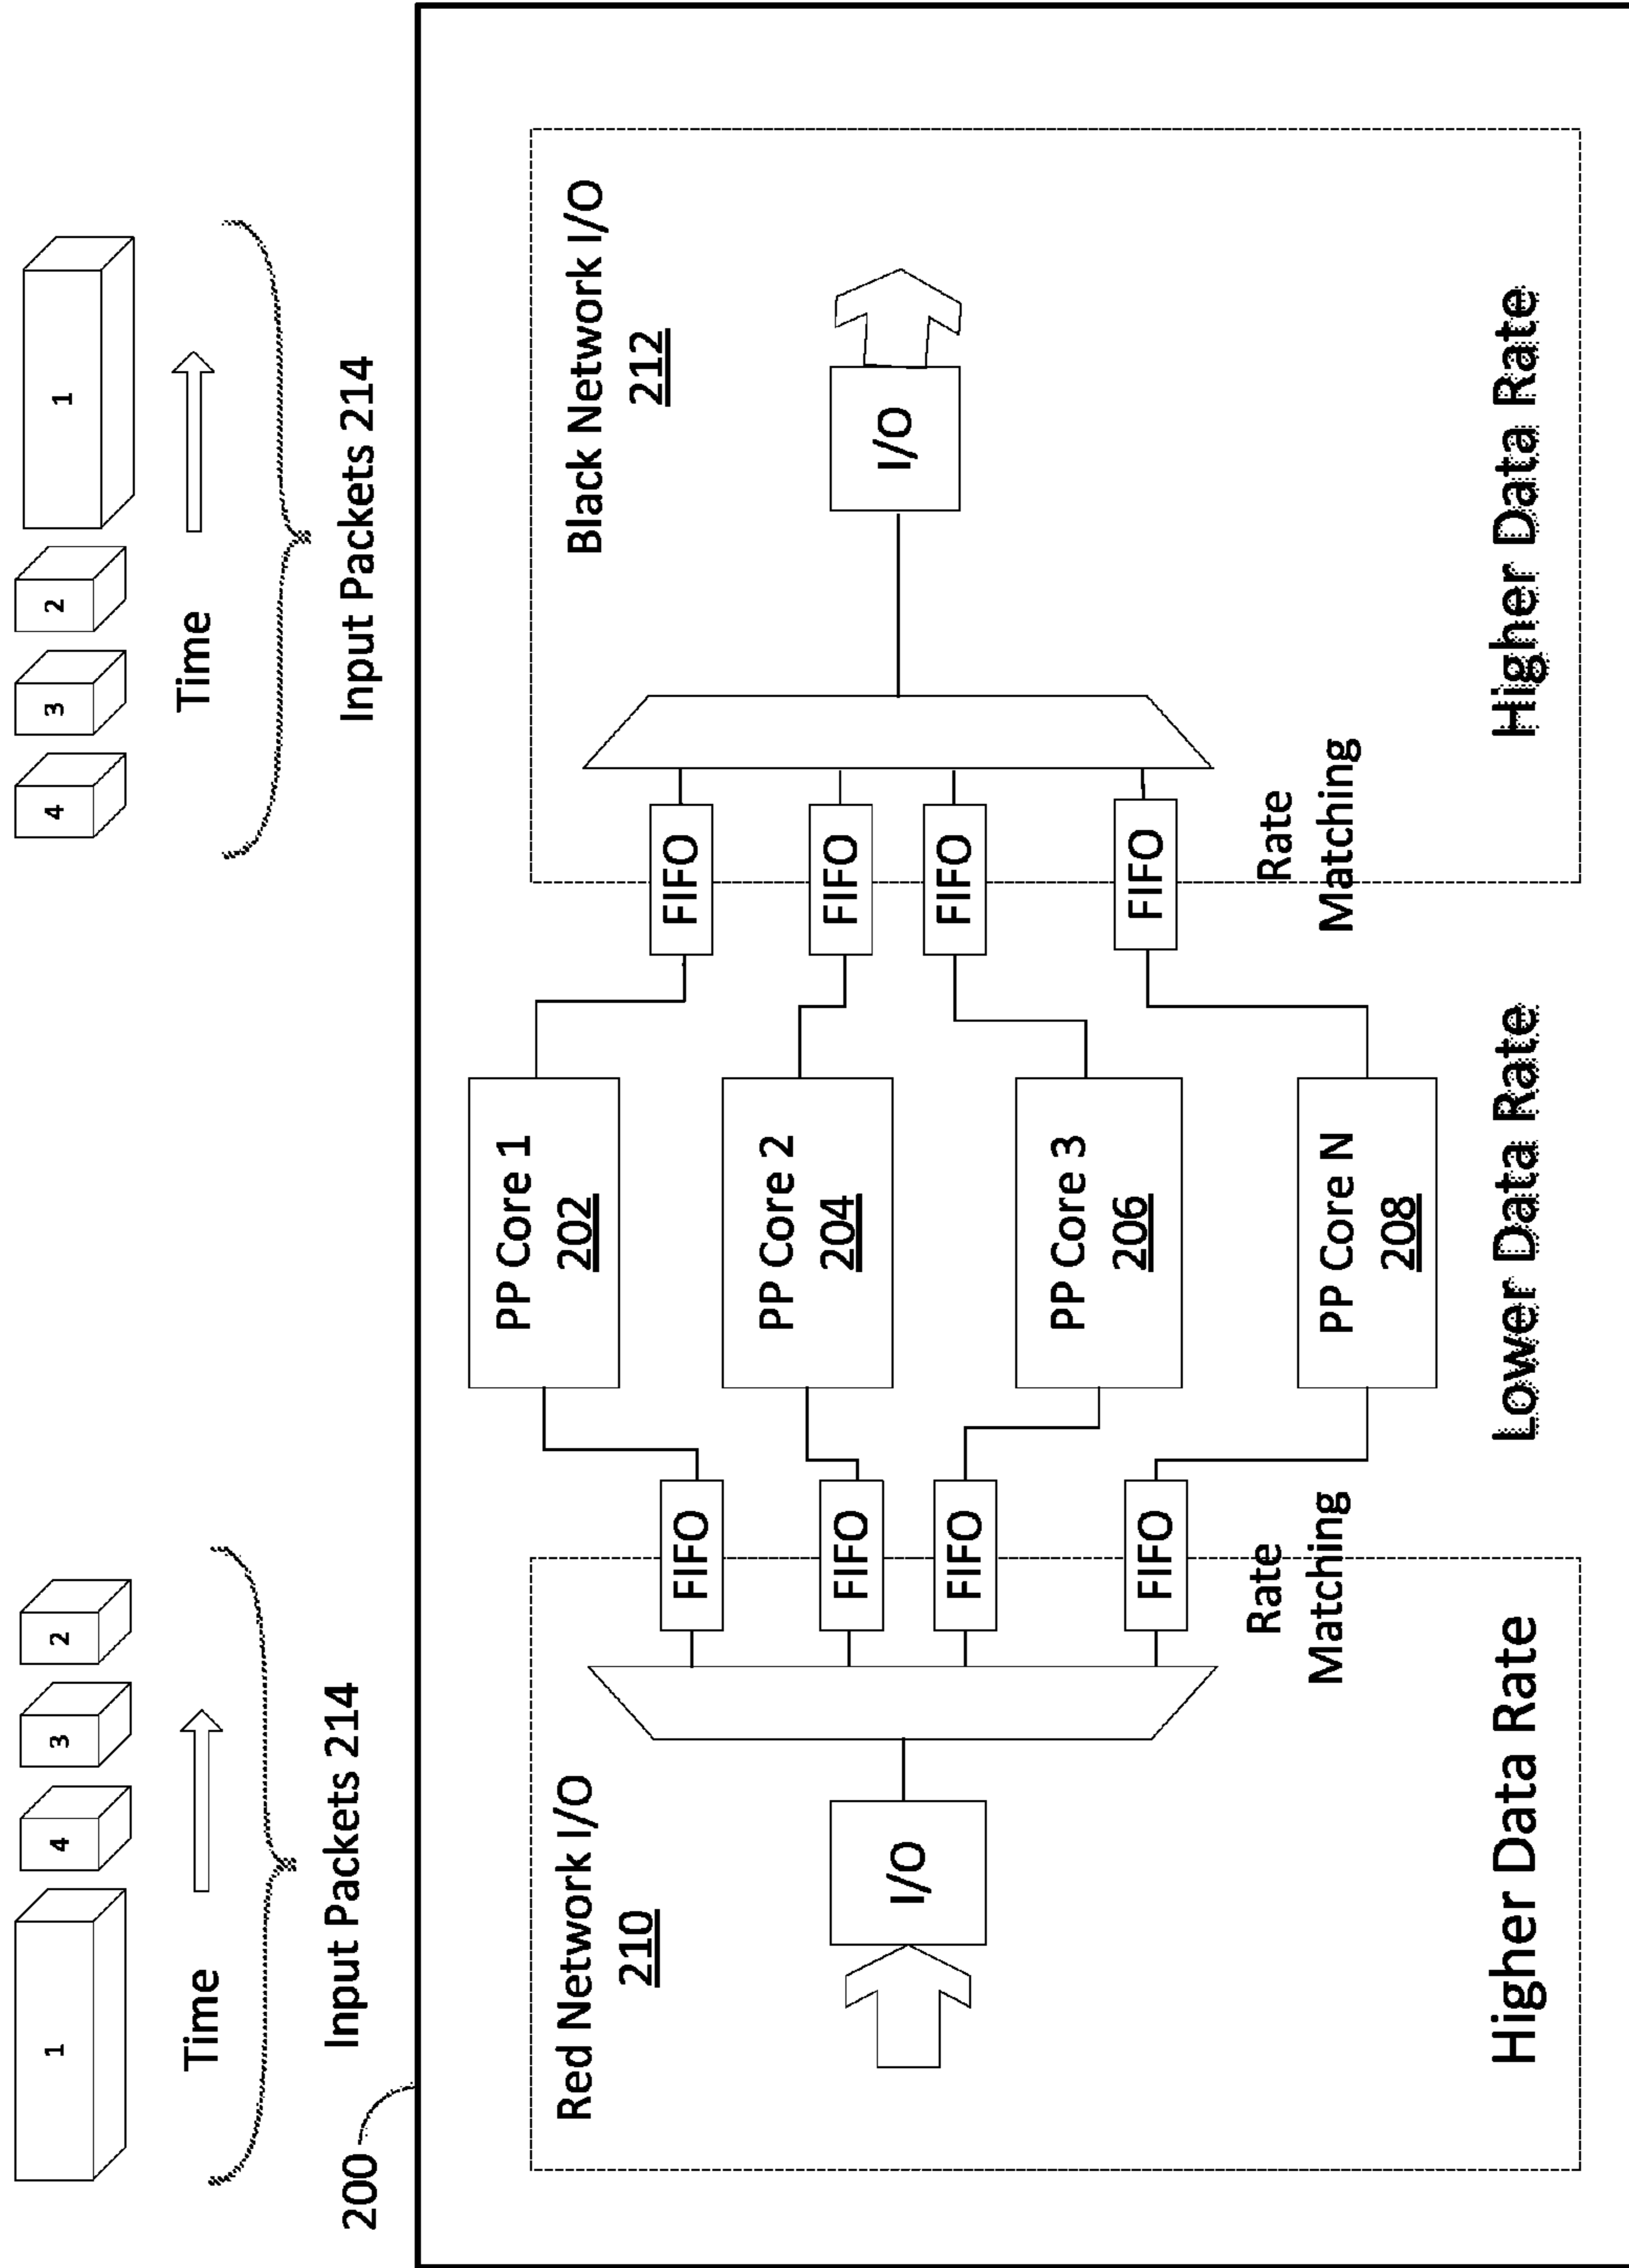 1
4
3
2
Time
Input Packets 214
4
3
2
1
Time
Input Packets 214
200
Red Network I/O
210
I/O
FIFO
FIFO
FIFO
FIFO
Rate
Matching
Higher Data Rate
PP Core 1
202
PP Core 2
204
PP Core 3
206
PP Core N
208
Lower Data Rate
Black Network I/O
212
FIFO
FIFO
FIFO
FIFO
I/O
Rate
Matching
Higher Data Rate